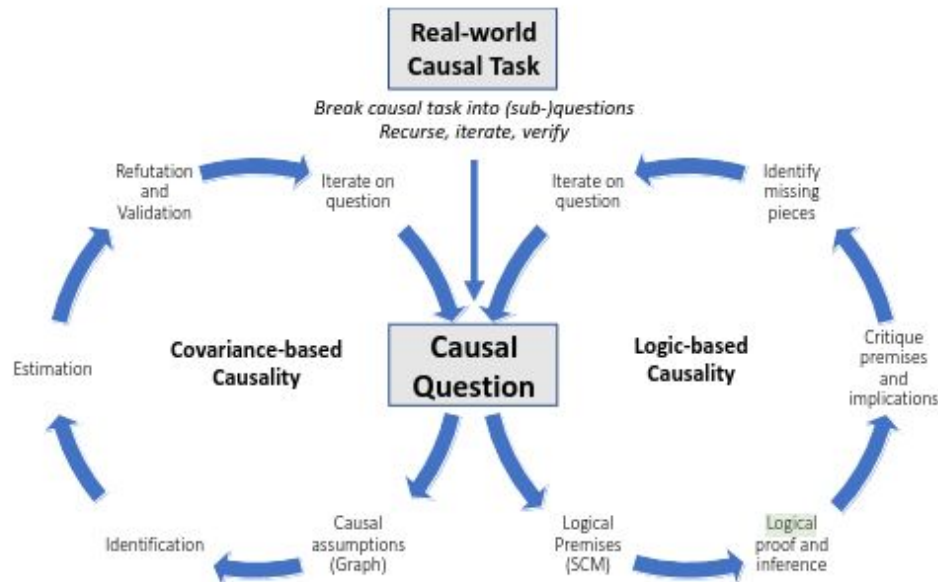 Real-world
Causal Task
Break causal task into (sub-)questions
Recurse, iterate, verify
Refutation
and
Validation
Iterate on
question
Iterate on
question
Identify
missing
pieces
Estimation
Covariance-based
Causality
Causal
Question
Logic-based
Causality
Critique
premises
and
implications
Identification
Causal
assumptions
(Graph)
Logical
Premises
(SCM)
Logical
proof and
inference